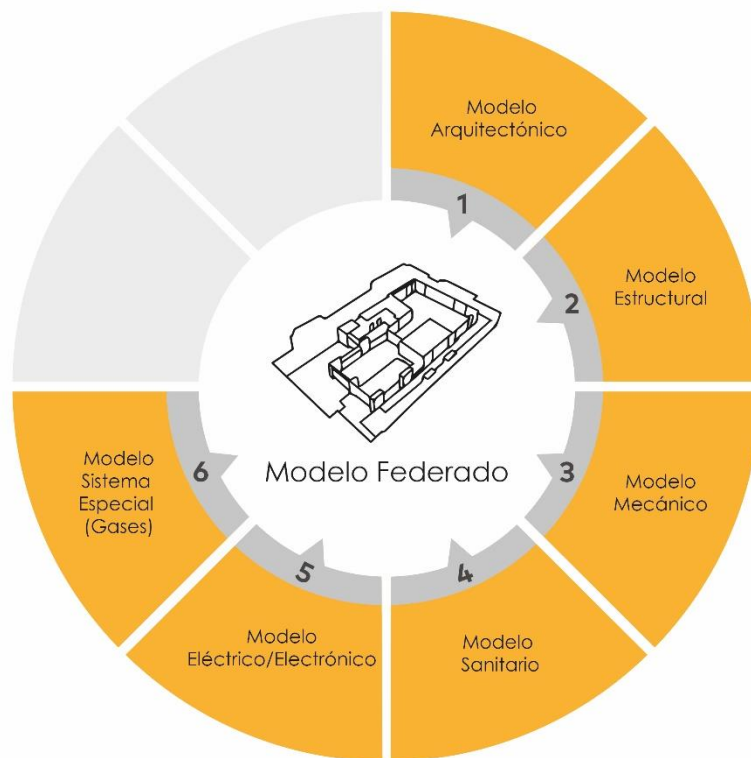 Modelo
Arquitectónico
1
Modelo
Estructural
2
Modelo
Mecánico
3
Modelo
Sanitario
4
Modelo
Eléctrico/Electrónico
5
Modelo
Sistema
Especial
(Gases)
6
Modelo Federado